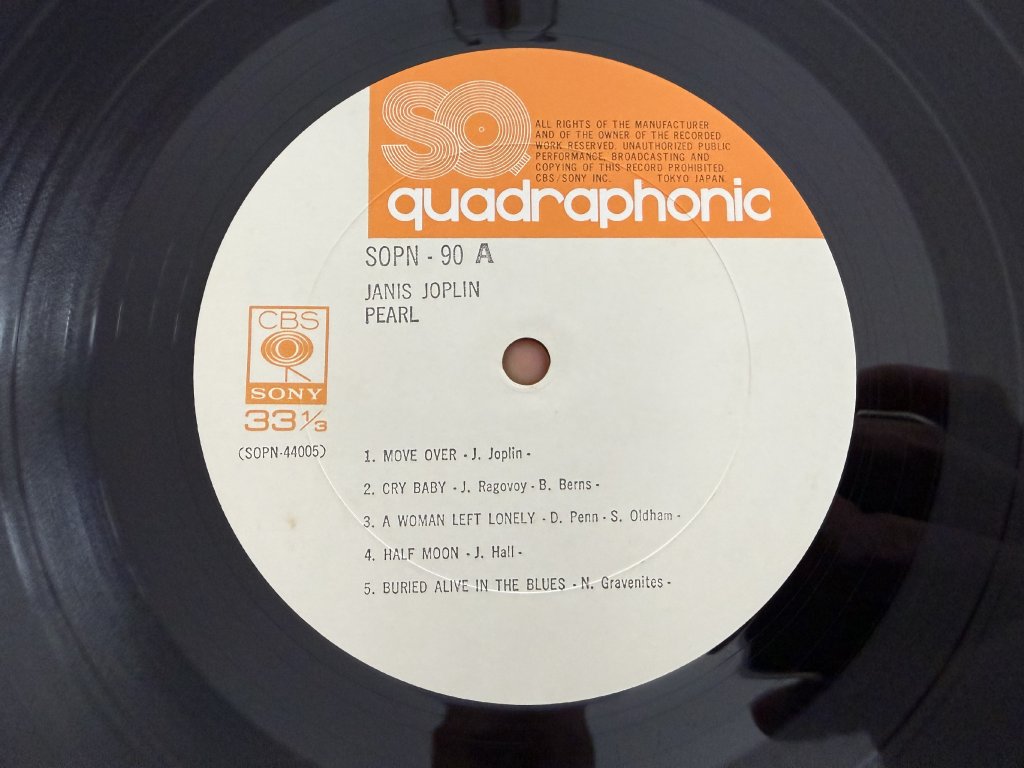 SQ
ALL RIGHTS OF THE MANUFACTURER
AND OF THE OWNER OF THE RECORDED
WORK RESERVED. UNAUTHORIZED PUBLIC
PERFORMANCE, BROADCASTING AND
COPYING OF THIS RECORD PROHIBITED.
CBS/SONY INC. TOKYO JAPAN.
quadraphonic
SOPN - 90 A
JANIS JOPLIN
PEARL
CBS
SONY
33 1/3
(SOPN-44005)
1. MOVE OVER - J. Joplin -
2. CRY BABY - J. Ragovoy - B. Berns -
3. A WOMAN LEFT LONELY - D. Penn - S. Oldham -
4. HALF MOON - J. Hall -
5. BURIED ALIVE IN THE BLUES - N. Gravenites -